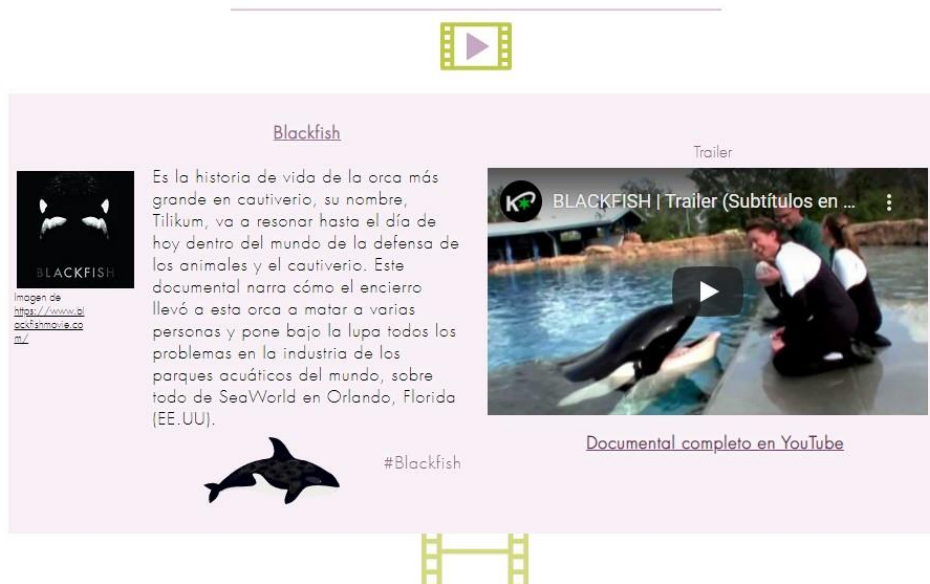 Blackfish
Es la historia de vida de la orca más
grande en cautiverio, su nombre,
Tilikum, va a resonar hasta el día de
hoy dentro del mundo de la defensa de
los animales y el cautiverio. Este
documental narra cómo el encierro
llevó a esta orca a matar a varias
personas y pone bajo la lupa todos los
problemas en la industria de los
parques acuáticos del mundo, sobre
todo de SeaWorld en Orlando, Florida
(EE.UU).
#Blackfish
BLACKFISH
Imagen de
https://www.bl
ackfishmovie.co
m/
Trailer
K
BLACKFISH | Trailer (Subtítulos en ...
Documental completo en YouTube